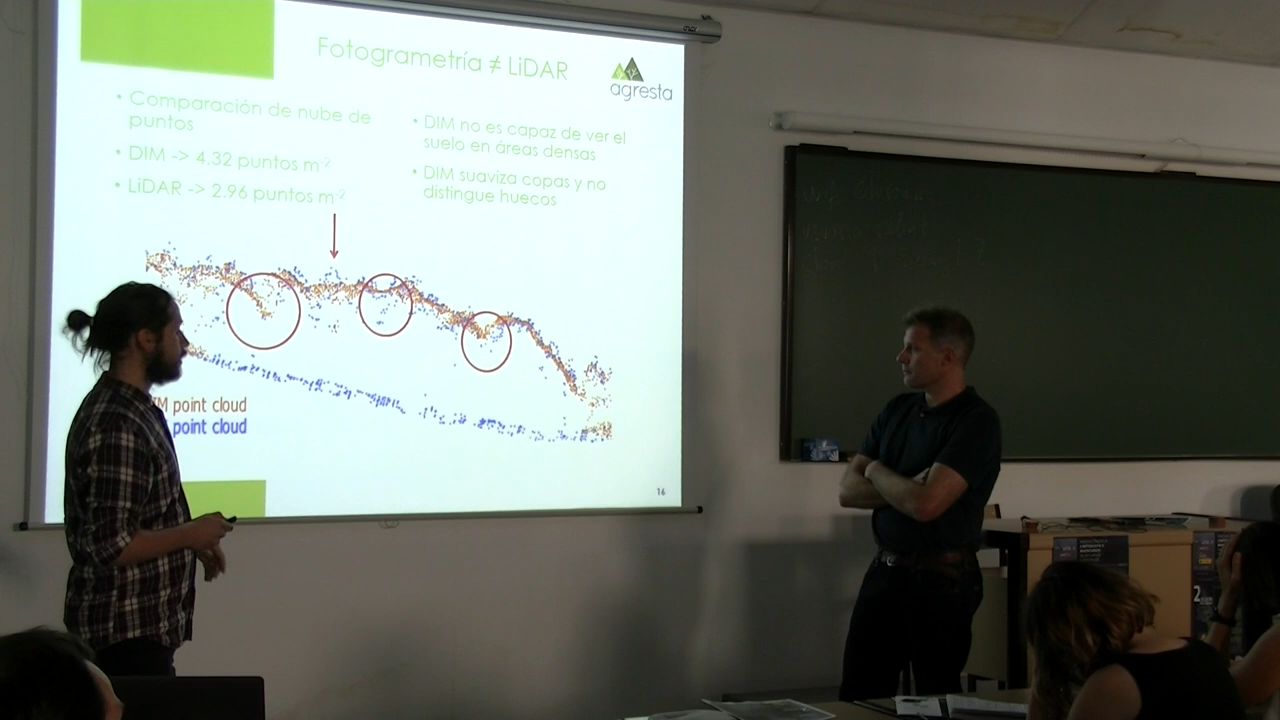 Fotogrametría ≠ LiDAR
agresta
• Comparación de nube de
puntos
• DIM -> 4.32 puntos m-2
• LiDAR -> 2.96 puntos m-2
• DIM no es capaz de ver el
suelo en áreas densas
• DIM suaviza copas y no
distingue huecos
M point cloud
point cloud
16
2